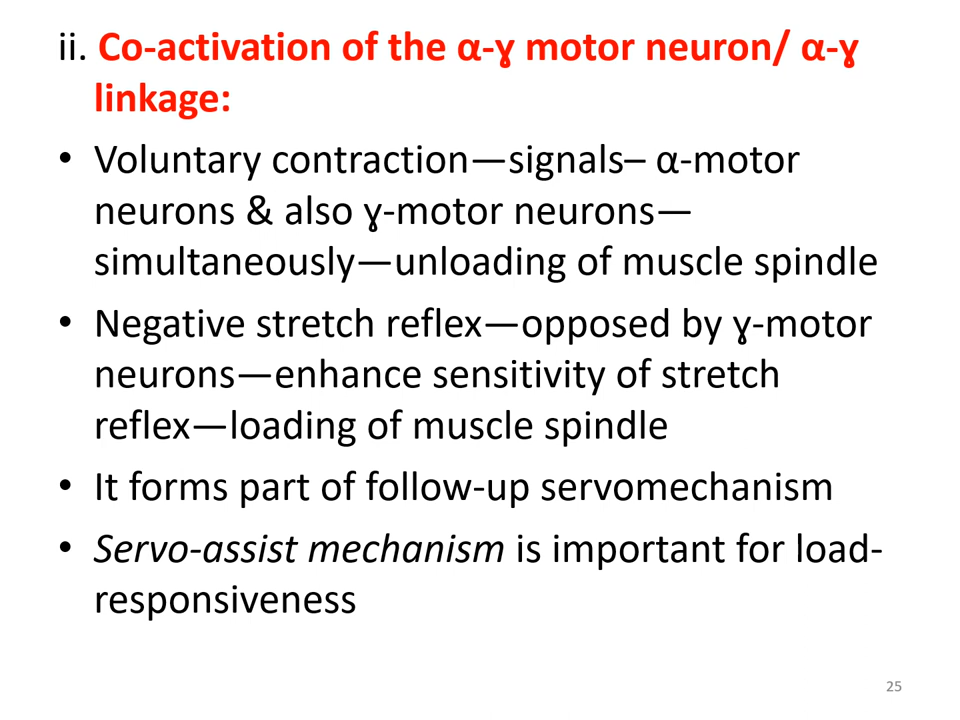 ii. Co-activation of the α-ɣ motor neuron/ α-ɣ
linkage:
• Voluntary contraction—signals– α-motor
neurons & also ɣ-motor neurons—
simultaneously—unloading of muscle spindle
• Negative stretch reflex—opposed by ɣ-motor
neurons—enhance sensitivity of stretch
reflex—loading of muscle spindle
• It forms part of follow-up servomechanism
• Servo-assist mechanism is important for load-
responsiveness
25